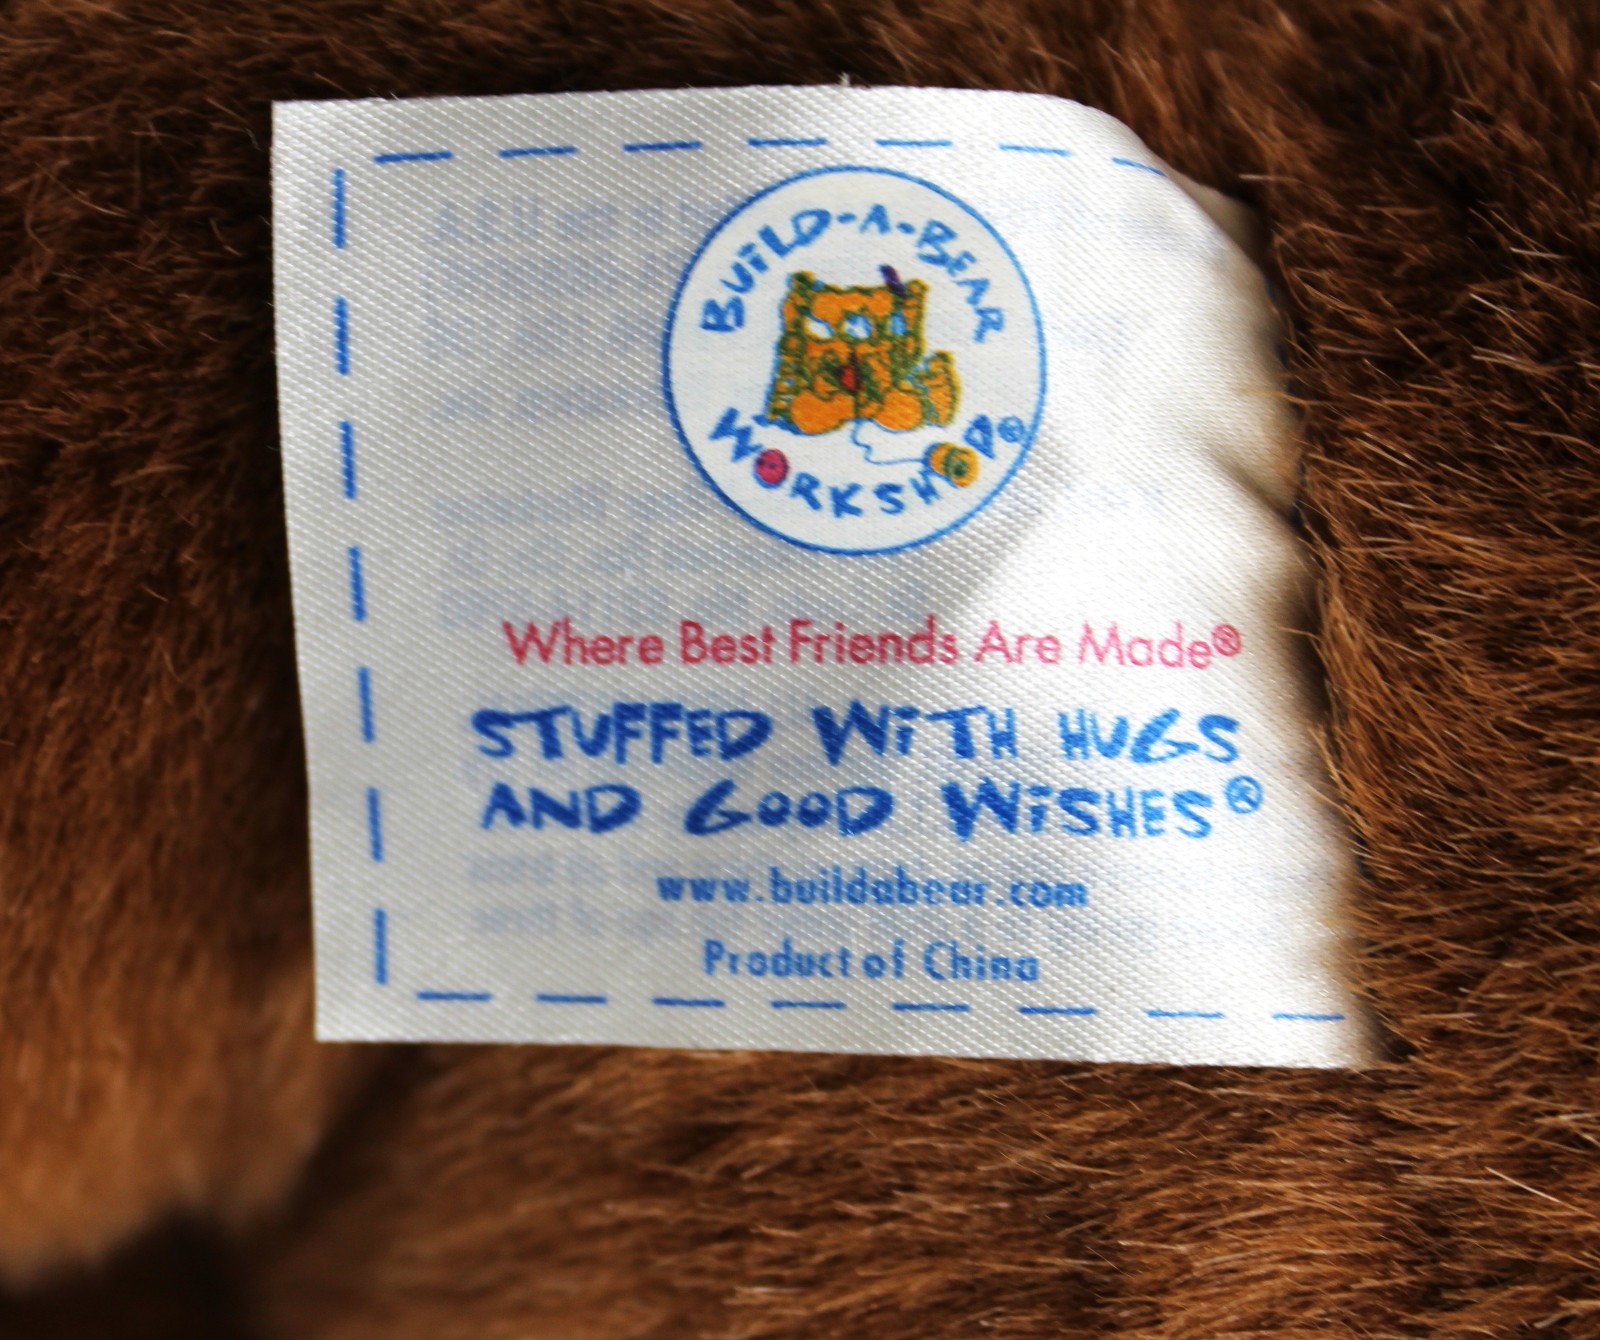 BUiLD-A-BEAR
WORKSHOP®
Where Best Friends Are Made®
STUFFED WiTH HUGS
AND GOOD WiSHES®
www.buildabear.com
Product of China